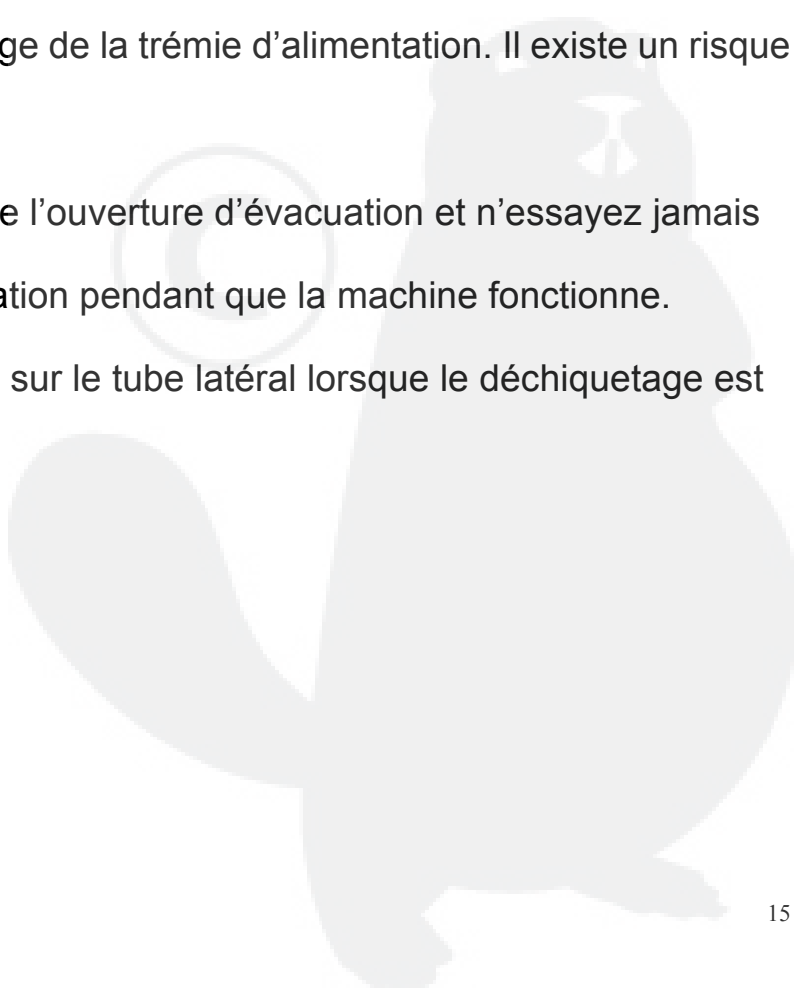 ge de la trémie d’alimentation. Il existe un risque
e l’ouverture d’évacuation et n’essayez jamais
ation pendant que la machine fonctionne.
sur le tube latéral lorsque le déchiquetage est
©
15